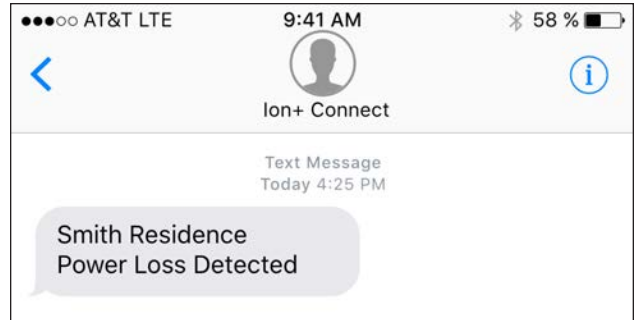 AT&T LTE 9:41 AM 58 %
i
Ion+ Connect
Text Message
Today 4:25 PM
Smith Residence
Power Loss Detected